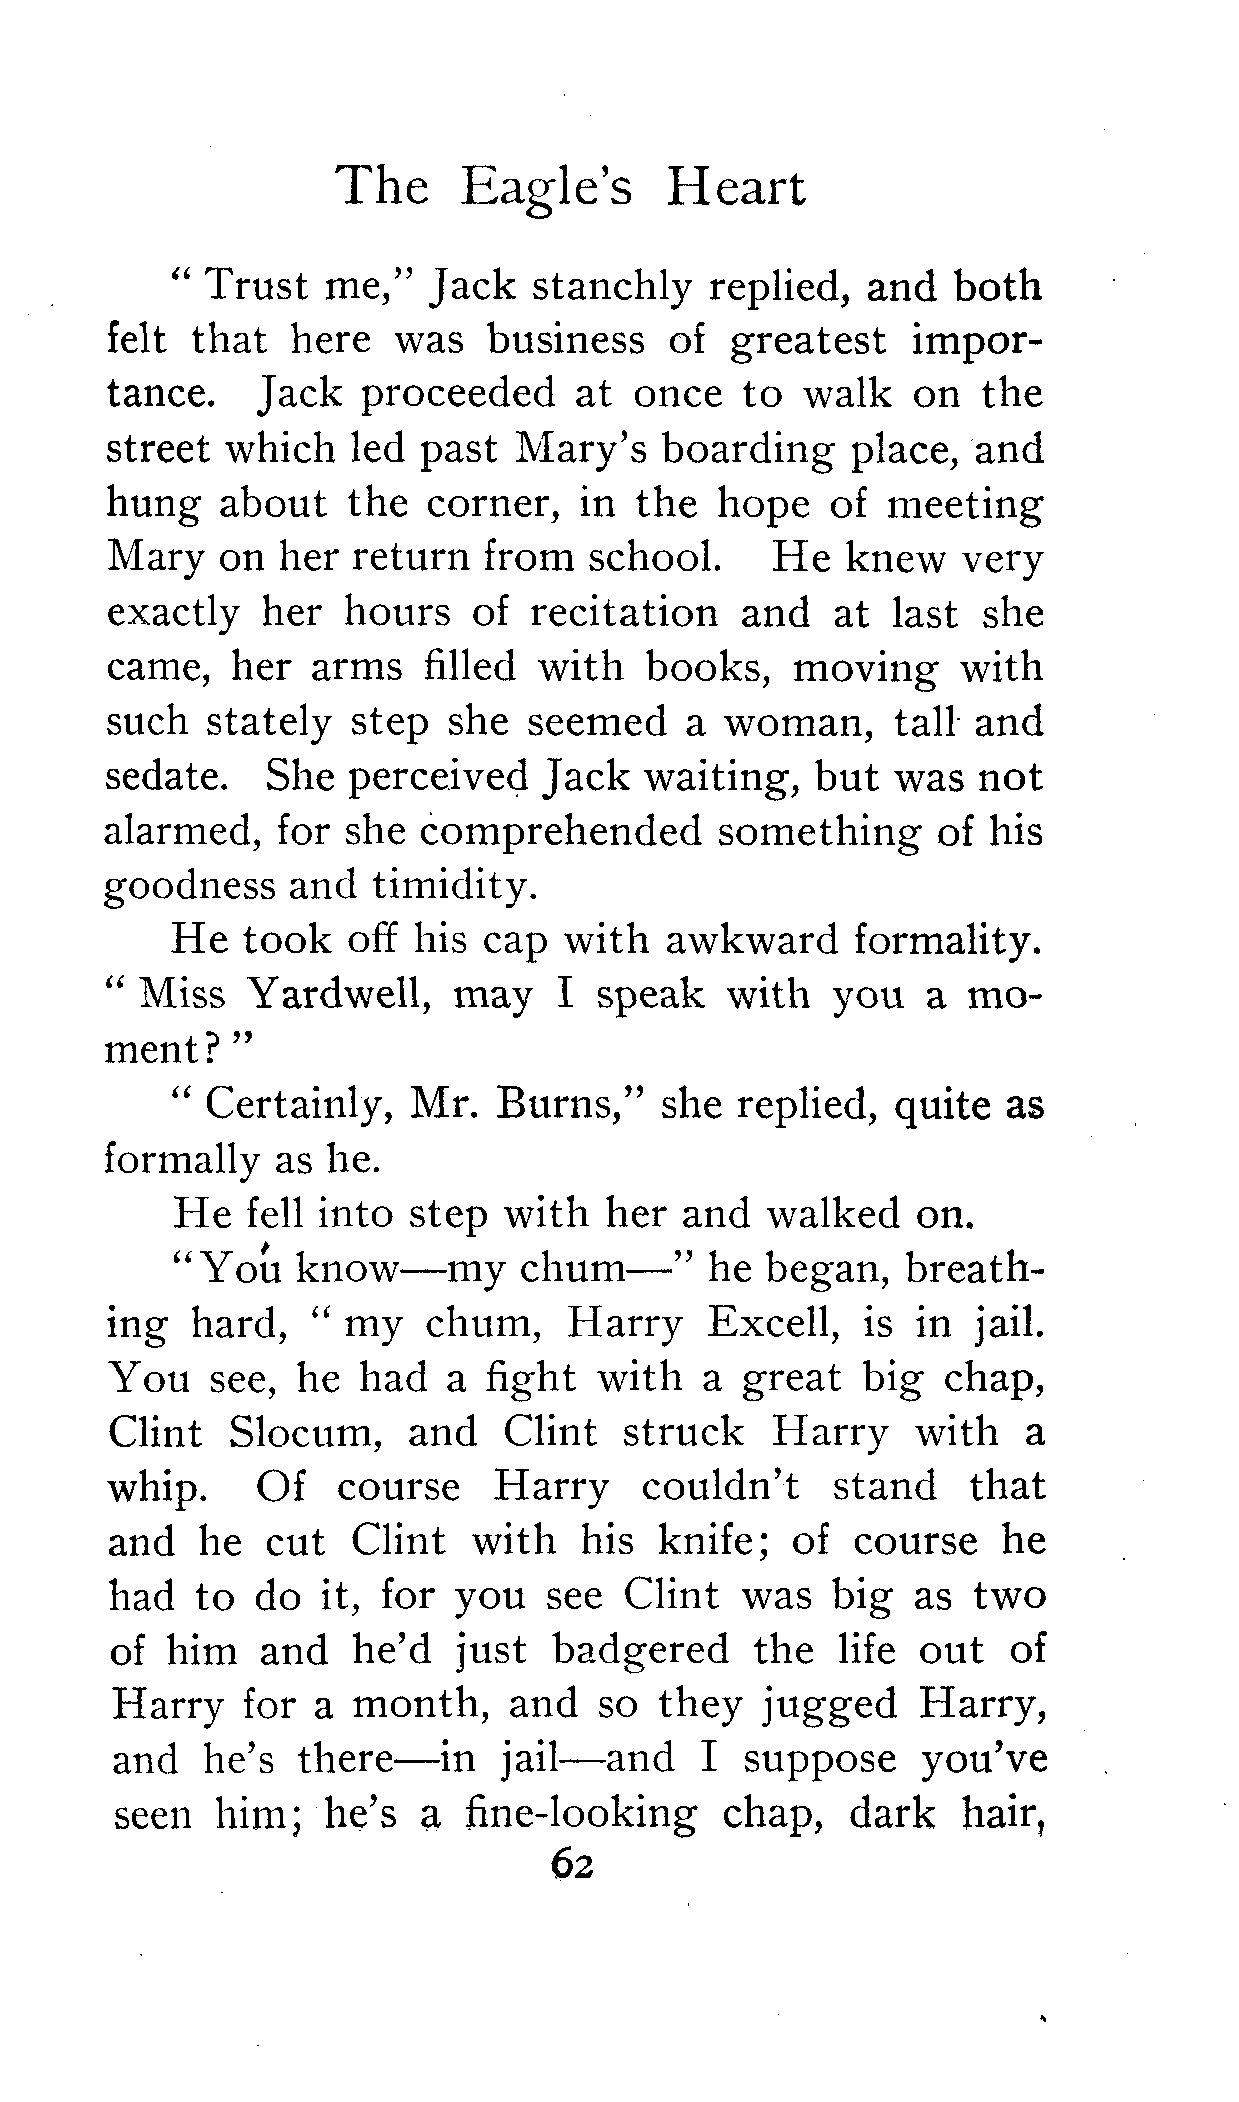 The Eagle's Heart
" Trust me," Jack stanchly replied, and both
felt that here was business of greatest impor-
tance. Jack proceeded at once to walk on the
street which led past Mary's boarding place, and
hung about the corner, in the hope of meeting
Mary on her return from school. He knew very
exactly her hours of recitation and at last she
came, her arms filled with books, moving with
such stately step she seemed a woman, tall and
sedate. She perceived Jack waiting, but was not
alarmed, for she comprehended something of his
goodness and timidity.
He took off his cap with awkward formality.
" Miss Yardwell, may I speak with you a mo-
ment? "
" Certainly, Mr. Burns," she replied, quite as
formally as he.
He fell into step with her and walked on.
"You know—my chum—" he began, breath-
ing hard, " my chum, Harry Excell, is in jail.
You see, he had a fight with a great big chap,
Clint Slocum, and Clint struck Harry with a
whip. Of course Harry couldn't stand that
and he cut Clint with his knife; of course he
had to do it, for you see Clint was big as two
of him and he'd just badgered the life out of
Harry for a month, and so they jugged Harry,
and he's there—in jail—and I suppose you've
seen him; he's a fine-looking chap, dark hair,
62